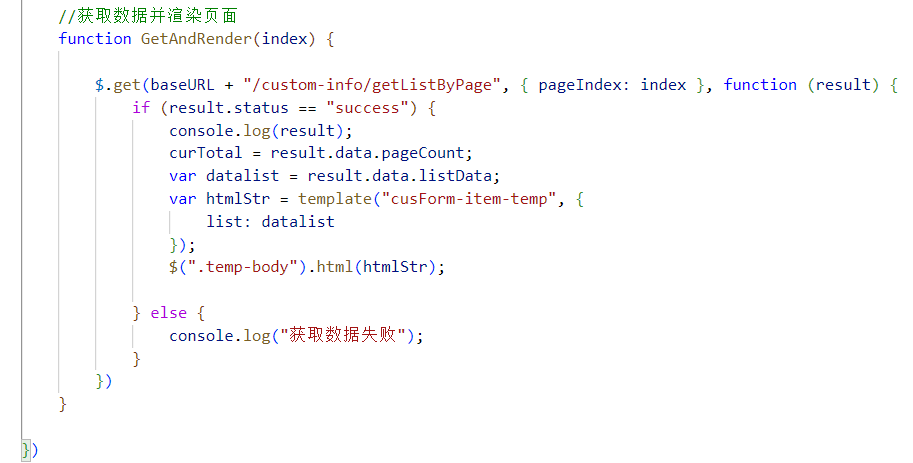 //获取数据并渲染页面
function GetAndRender(index) {
$.get(baseURL + "/custom-info/getListByPage", { pageIndex: index }, function (result) {
if (result.status == "success") {
console.log(result);
curTotal = result.data.pageCount;
var datalist = result.data.listData;
var htmlStr = template("cusForm-item-temp", {
list: datalist
});
$(".temp-body").html(htmlStr);
} else {
console.log("获取数据失败");
}
})
}
})